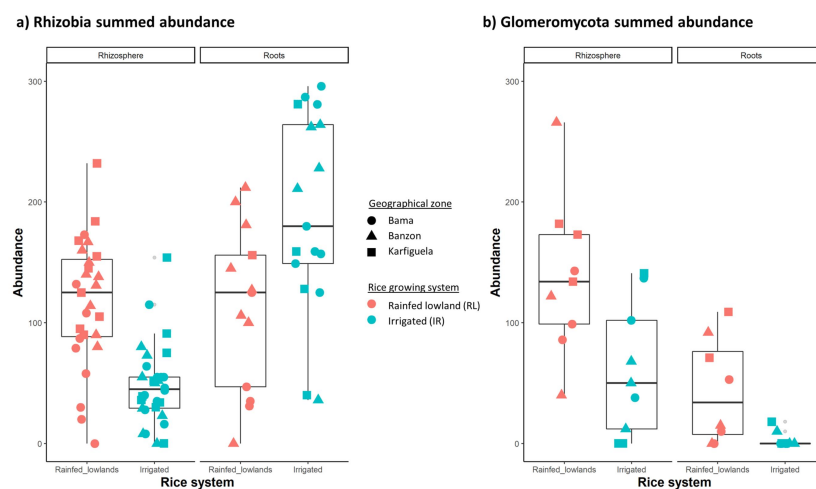 a) Rhizobia summed abundance
Rhizosphere
Roots
300
200
100
0
Abundance
Rainfed_lowlands
Irrigated
Rainfed_lowlands
Irrigated
Rice system
Geographical zone
Bama
Banzon
Karfiguela
Rice growing system
Rainfed lowland (RL)
Irrigated (IR)
b) Glomeromycota summed abundance
Rhizosphere
Roots
300
200
100
0
Abundance
Rainfed_lowlands
Irrigated
Rainfed_lowlands
Irrigated
Rice system